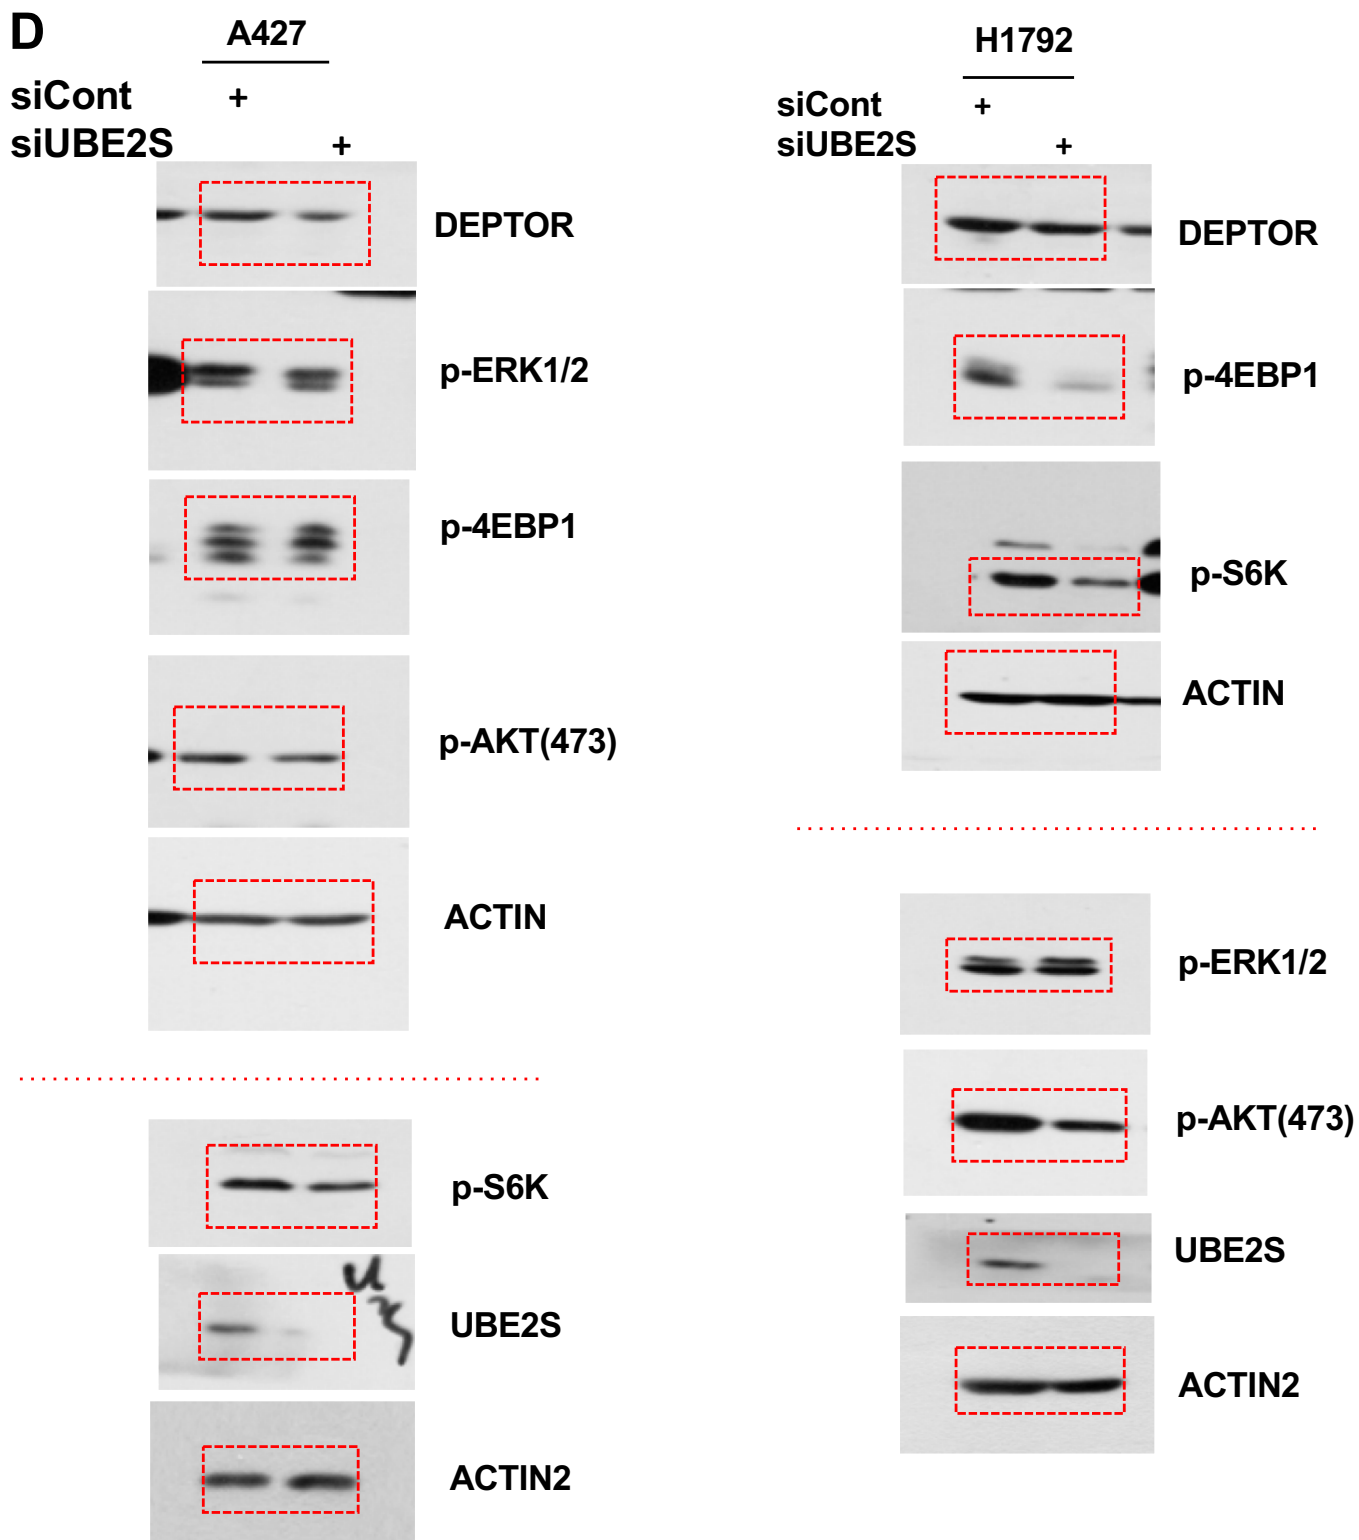 D
A427
siCont +
siUBE2S +
DEPTOR
p-ERK1/2
p-4EBP1
p-AKT(473)
ACTIN
p-S6K
UBE2S
ACTIN2
H1792
siCont +
siUBE2S +
DEPTOR
p-4EBP1
p-S6K
ACTIN
p-ERK1/2
p-AKT(473)
UBE2S
ACTIN2